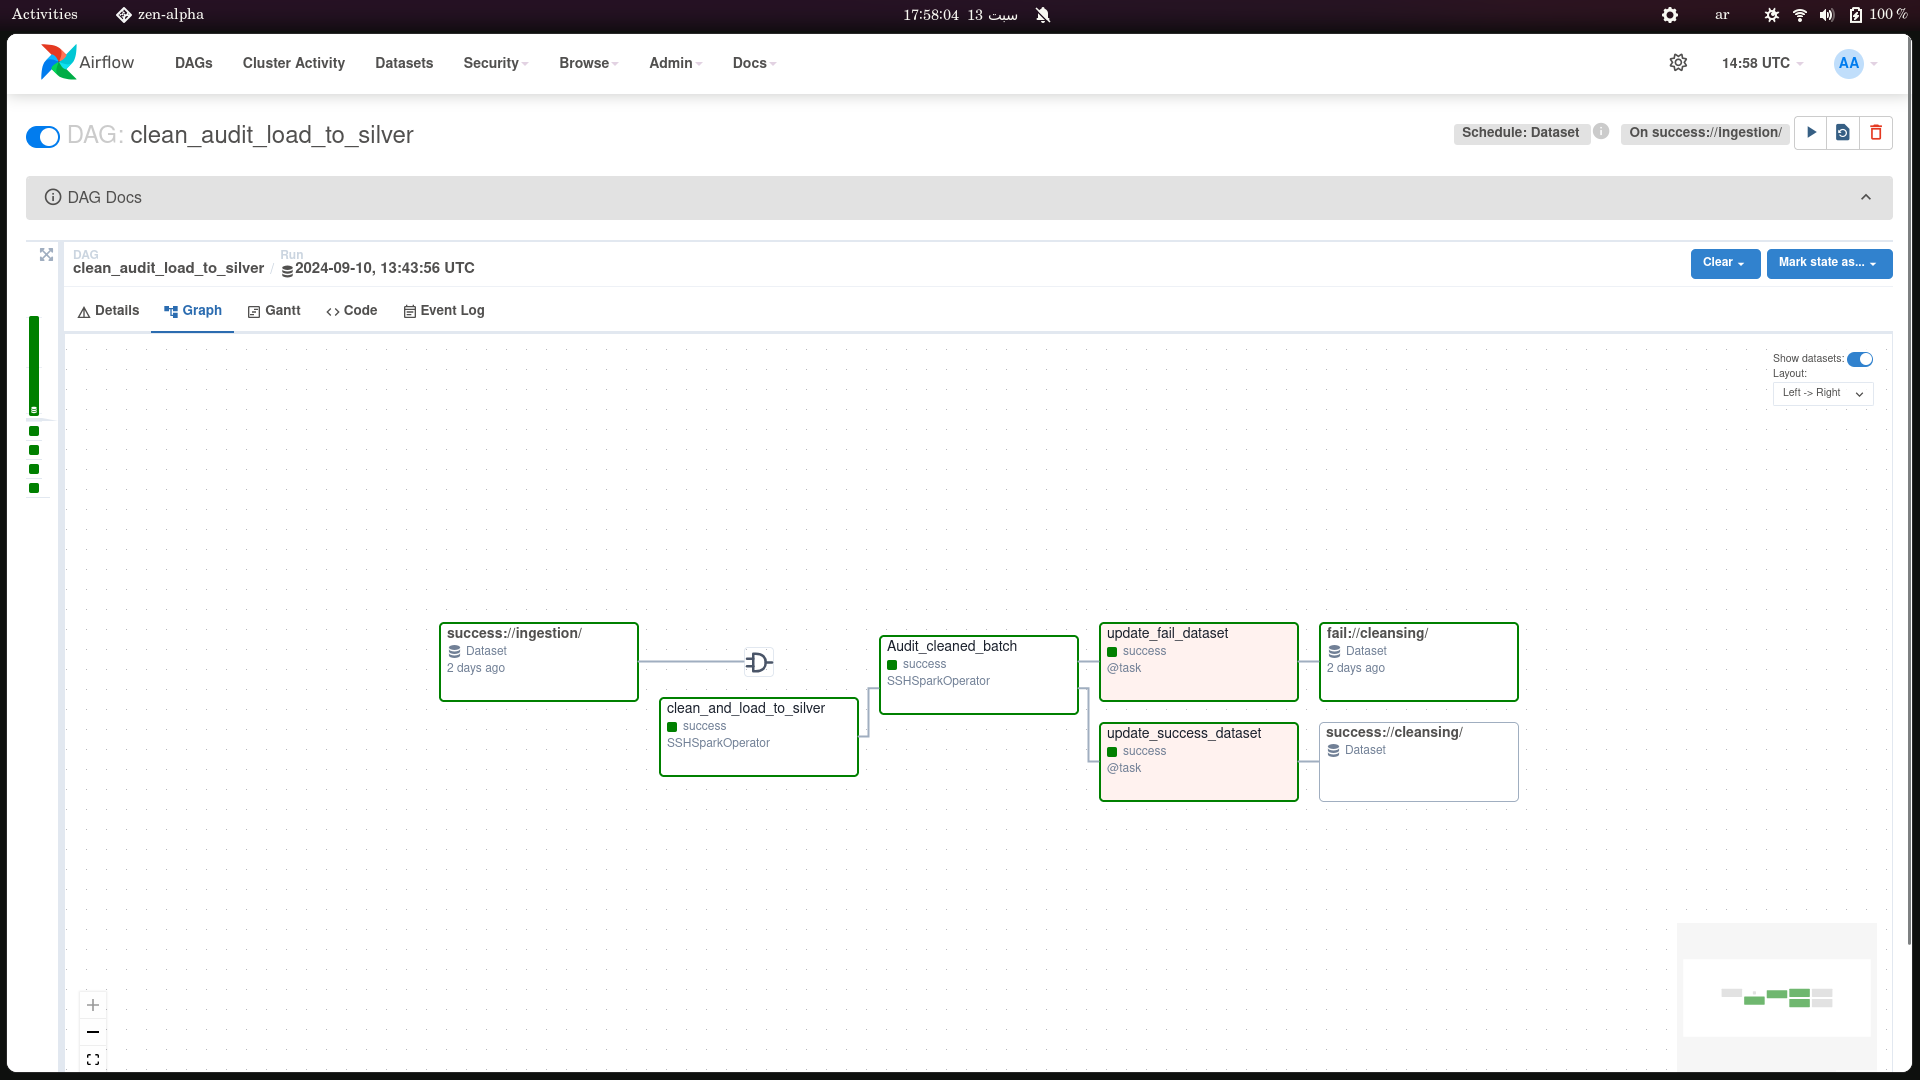 Activities
zen-alpha
17:58:04 13 سبت
ar
100 %
Airflow
DAGs
Cluster Activity
Datasets
Security
Browse
Admin
Docs
14:58 UTC
AA
DAG: clean_audit_load_to_silver
Schedule: Dataset
On success://ingestion/
DAG Docs
DAG
clean_audit_load_to_silver
/
Run
2024-09-10, 13:43:56 UTC
Clear
Mark state as...
Details
Graph
Gantt
Code
Event Log
Show datasets:
Layout:
Left -> Right
success://ingestion/
Dataset
2 days ago
clean_and_load_to_silver
success
SSHSparkOperator
Audit_cleaned_batch
success
SSHSparkOperator
update_fail_dataset
success
@task
fail://cleansing/
Dataset
2 days ago
update_success_dataset
success
@task
success://cleansing/
Dataset